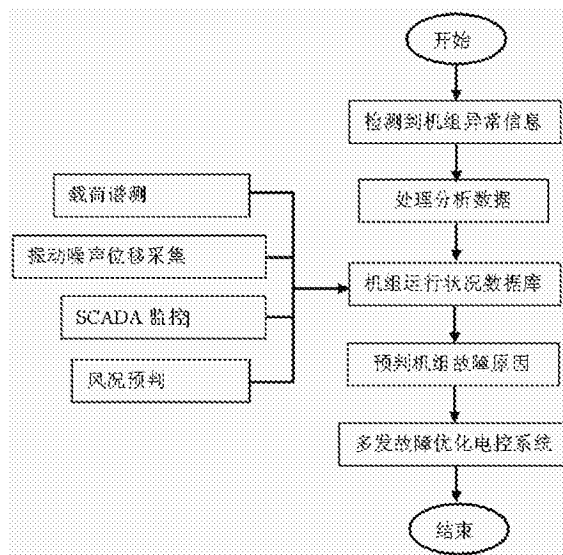 开始
检测到机组异常信息
载荷谱测
处理分析数据
振动噪声位移采集
机组运行状况数据库
SCADA 监控
预判机组故障原因
风况预判
多发故障优化电控系统
结束